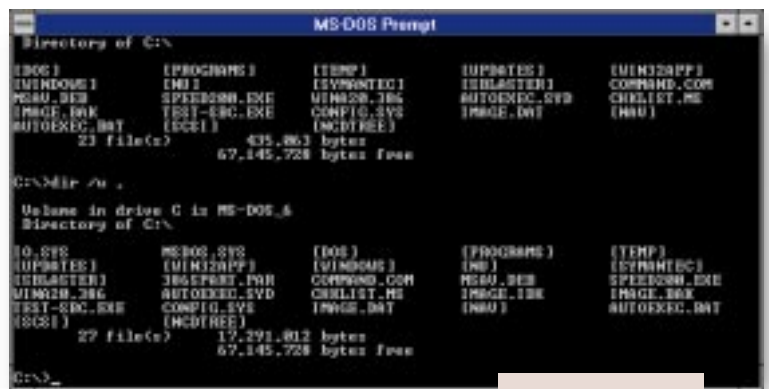 MS-DOS Prompt
Directory of C:\
[DOS] [PROGRAMS] [TEMP] [UPDATES] [WIN32APP]
[WINDOWS] [NU] [SYMANTEC] [SBLASTER] COMMAND.COM
MSAV.DEB SPEED200.EXE WINA20.386 AUTOEXEC.SYD CHKLIST.MS
IMAGE.BAK TEST-SBC.EXE CONFIG.SYS IMAGE.DAT [NAV]
AUTOEXEC.BAT [SCSI] [NCDTREE]
23 file(s) 435,063 bytes
67,145,728 bytes free
C:\>dir /w ,
Volume in drive C is MS-DOS_6
Directory of C:\
IO.SYS MSDOS.SYS [DOS] [PROGRAMS] [TEMP]
[UPDATES] [WIN32APP] [WINDOWS] [NU] [SYMANTEC]
[SBLASTER] 386SPART.PAR COMMAND.COM MSAV.DEB SPEED200.EXE
WINA20.386 AUTOEXEC.SYD CHKLIST.MS IMAGE.IDX IMAGE.BAK
TEST-SBC.EXE CONFIG.SYS IMAGE.DAT [NAV] AUTOEXEC.BAT
[SCSI] [NCDTREE]
27 file(s) 17,291,012 bytes
67,145,728 bytes free
C:\>_